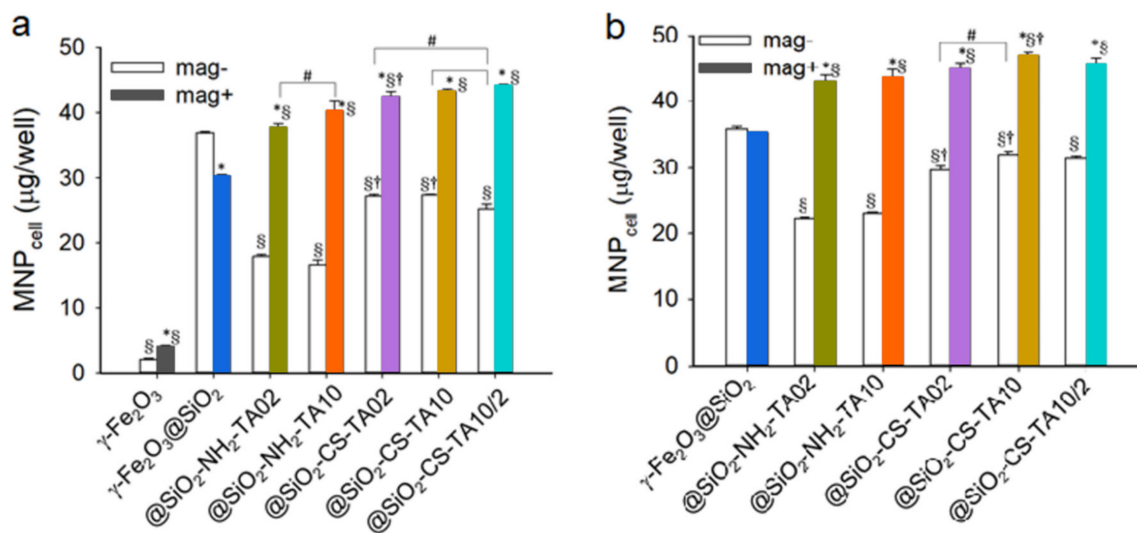 a
mag-
mag+
MNPcell (μg/well)
50
40
30
20
10
0
§
*§
*
§
*§
#
§
*§
§†
*§†
#
§†
*§
§
*§
γ-Fe₂O₃
γ-Fe₂O₃@SiO₂
@SiO₂-NH₂-TA02
@SiO₂-NH₂-TA10
@SiO₂-CS-TA02
@SiO₂-CS-TA10
@SiO₂-CS-TA10/2
b
mag-
mag+
MNPcell (μg/well)
50
40
30
20
10
0
§
*§
§
*§
§†
*§
#
§†
*§†
§
*§
γ-Fe₂O₃@SiO₂
@SiO₂-NH₂-TA02
@SiO₂-NH₂-TA10
@SiO₂-CS-TA02
@SiO₂-CS-TA10
@SiO₂-CS-TA10/2